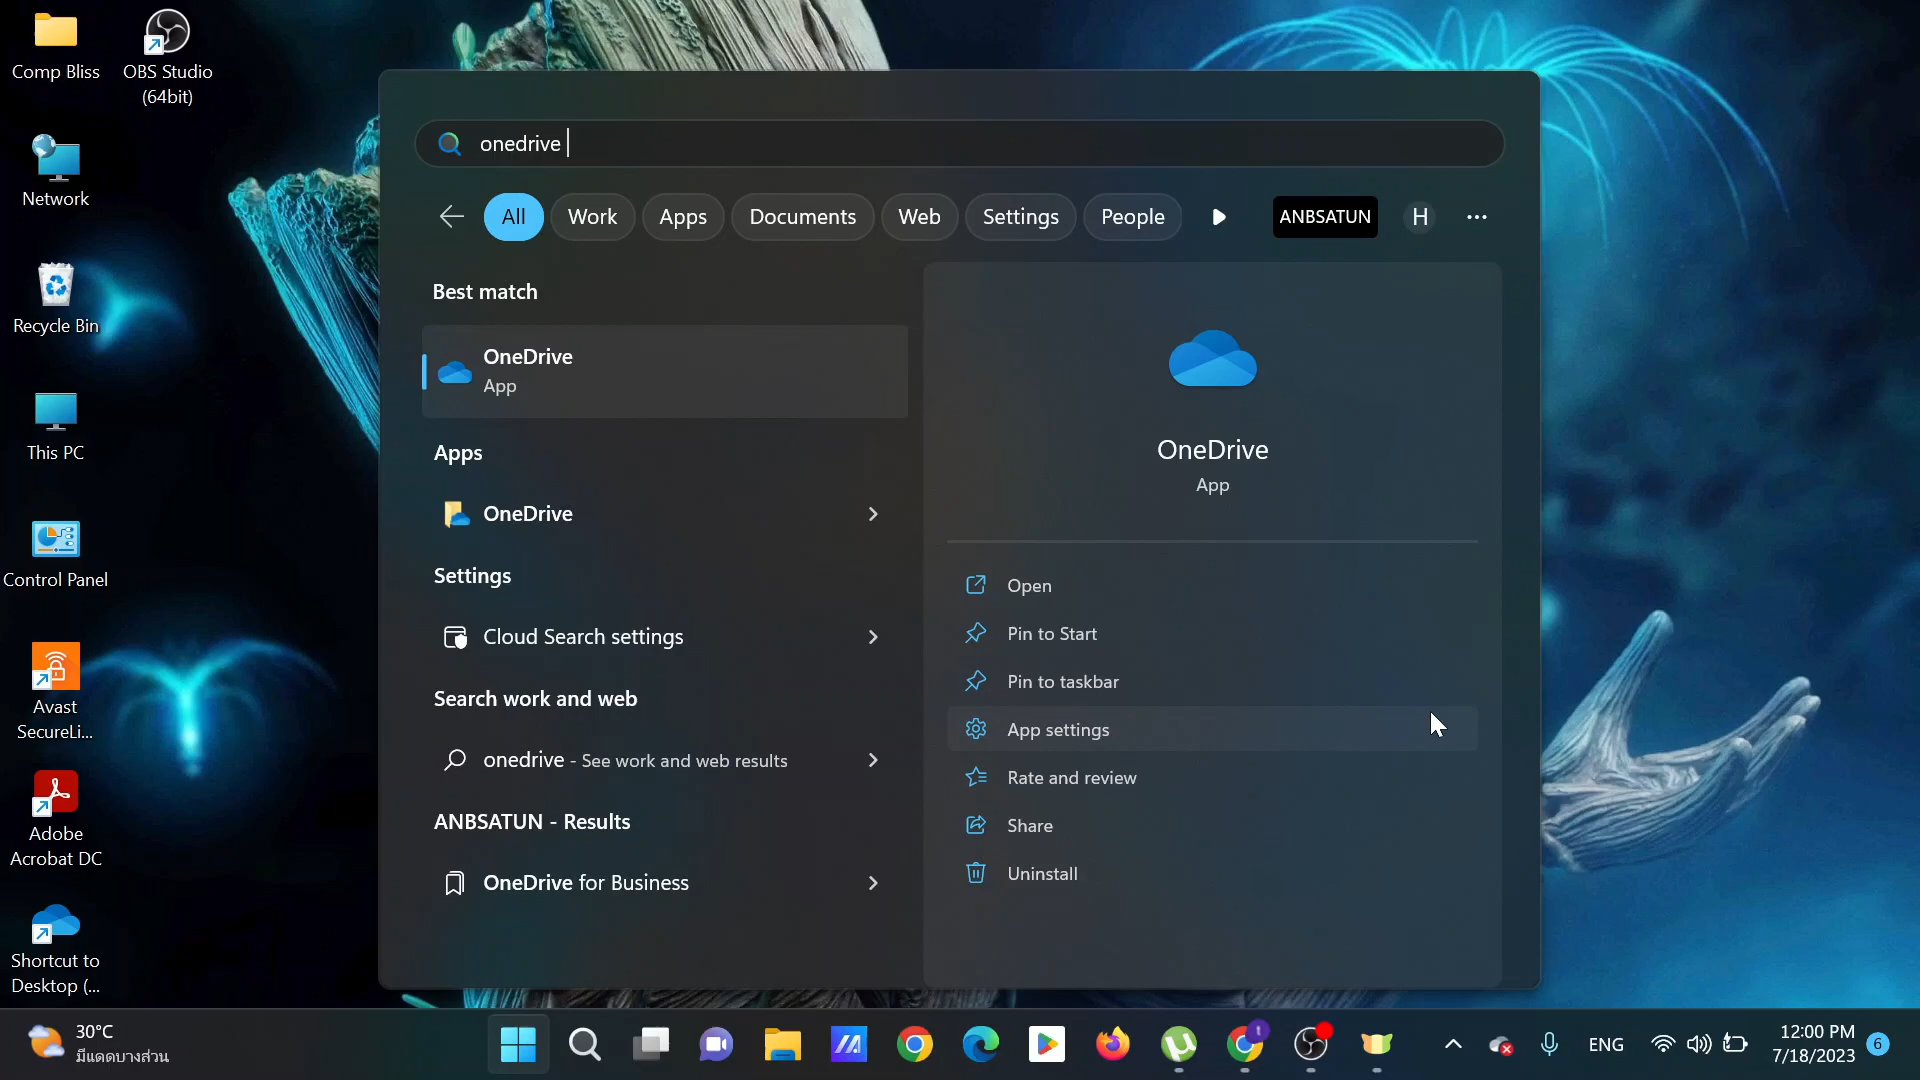 Comp Bliss
OBS Studio
(64bit)
Network
Recycle Bin
This PC
Control Panel
Avast
SecureLi...
Adobe
Acrobat DC
Shortcut to
Desktop (...
onedrive
All
Work
Apps
Documents
Web
Settings
People
ANBSATUN
H
Best match
OneDrive
App
Apps
OneDrive
Settings
Cloud Search settings
Search work and web
onedrive - See work and web results
ANBSATUN - Results
OneDrive for Business
OneDrive
App
Open
Pin to Start
Pin to taskbar
App settings
Rate and review
Share
Uninstall
30°C
มีแดดบางส่วน
ENG
12:00 PM
7/18/2023
6